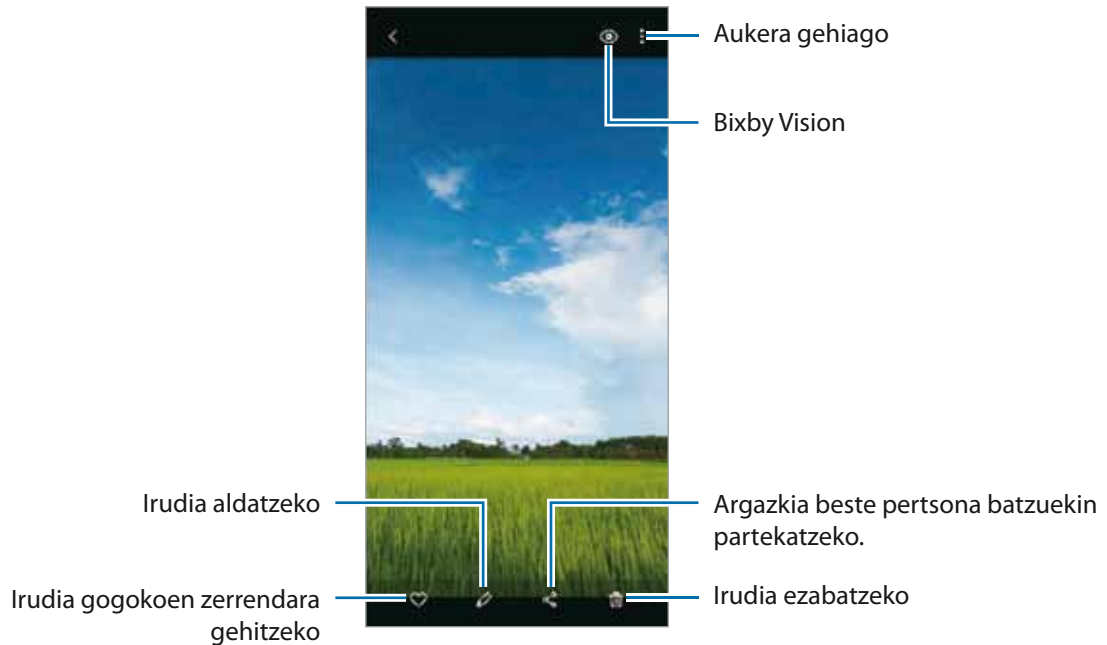 Aukera gehiago
Bixby Vision
Irudia aldatzeko
Argazkia beste pertsona batzuekin
partekatzeko.
Irudia gogokoen zerrendara
gehitzeko
Irudia ezabatzeko